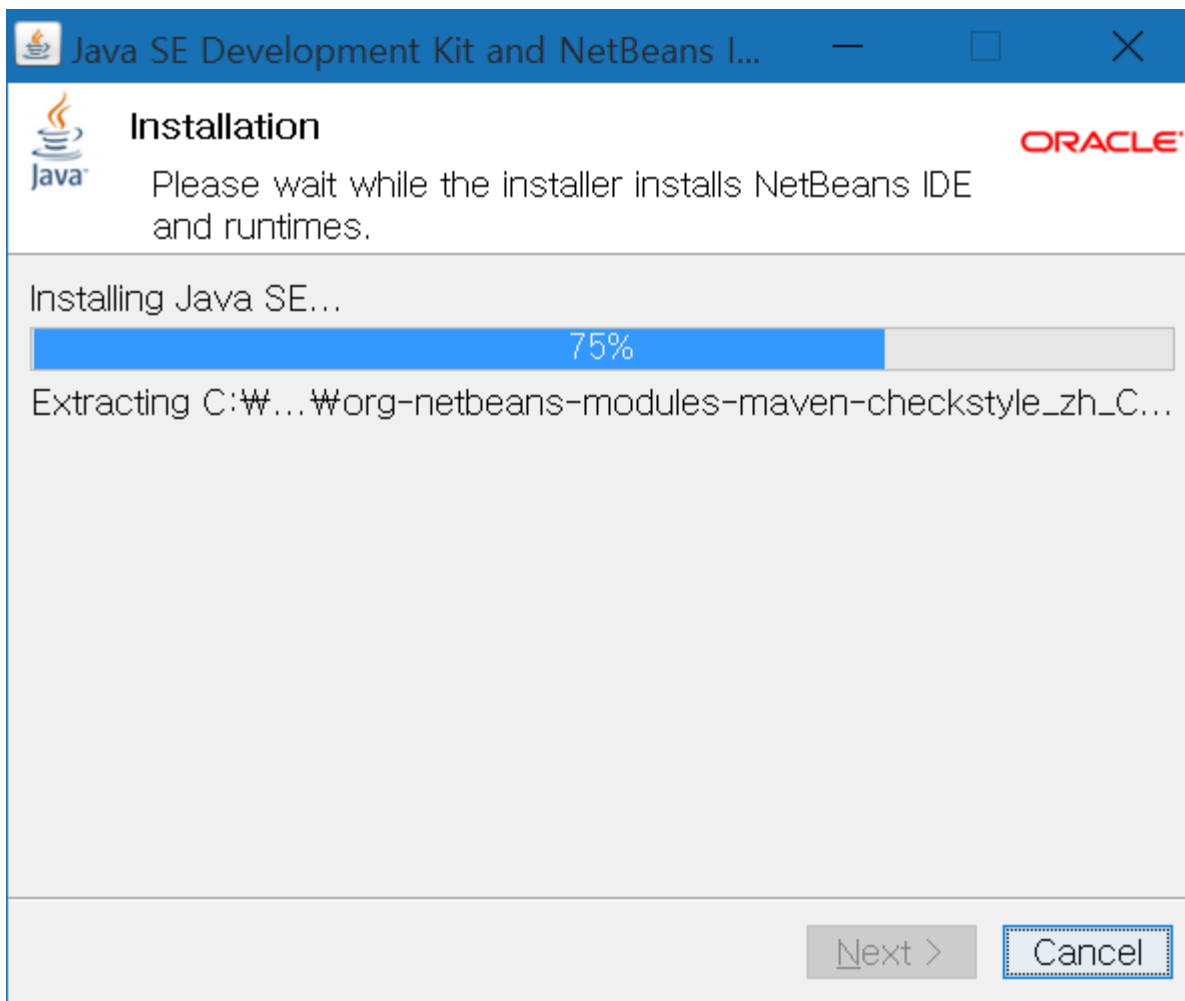 Java SE Development Kit and NetBeans I...
Java
Installation
ORACLE
Please wait while the installer installs NetBeans IDE
and runtimes.
Installing Java SE...
75%
Extracting C:₩...₩org-netbeans-modules-maven-checkstyle_zh_C...
Next >
Cancel